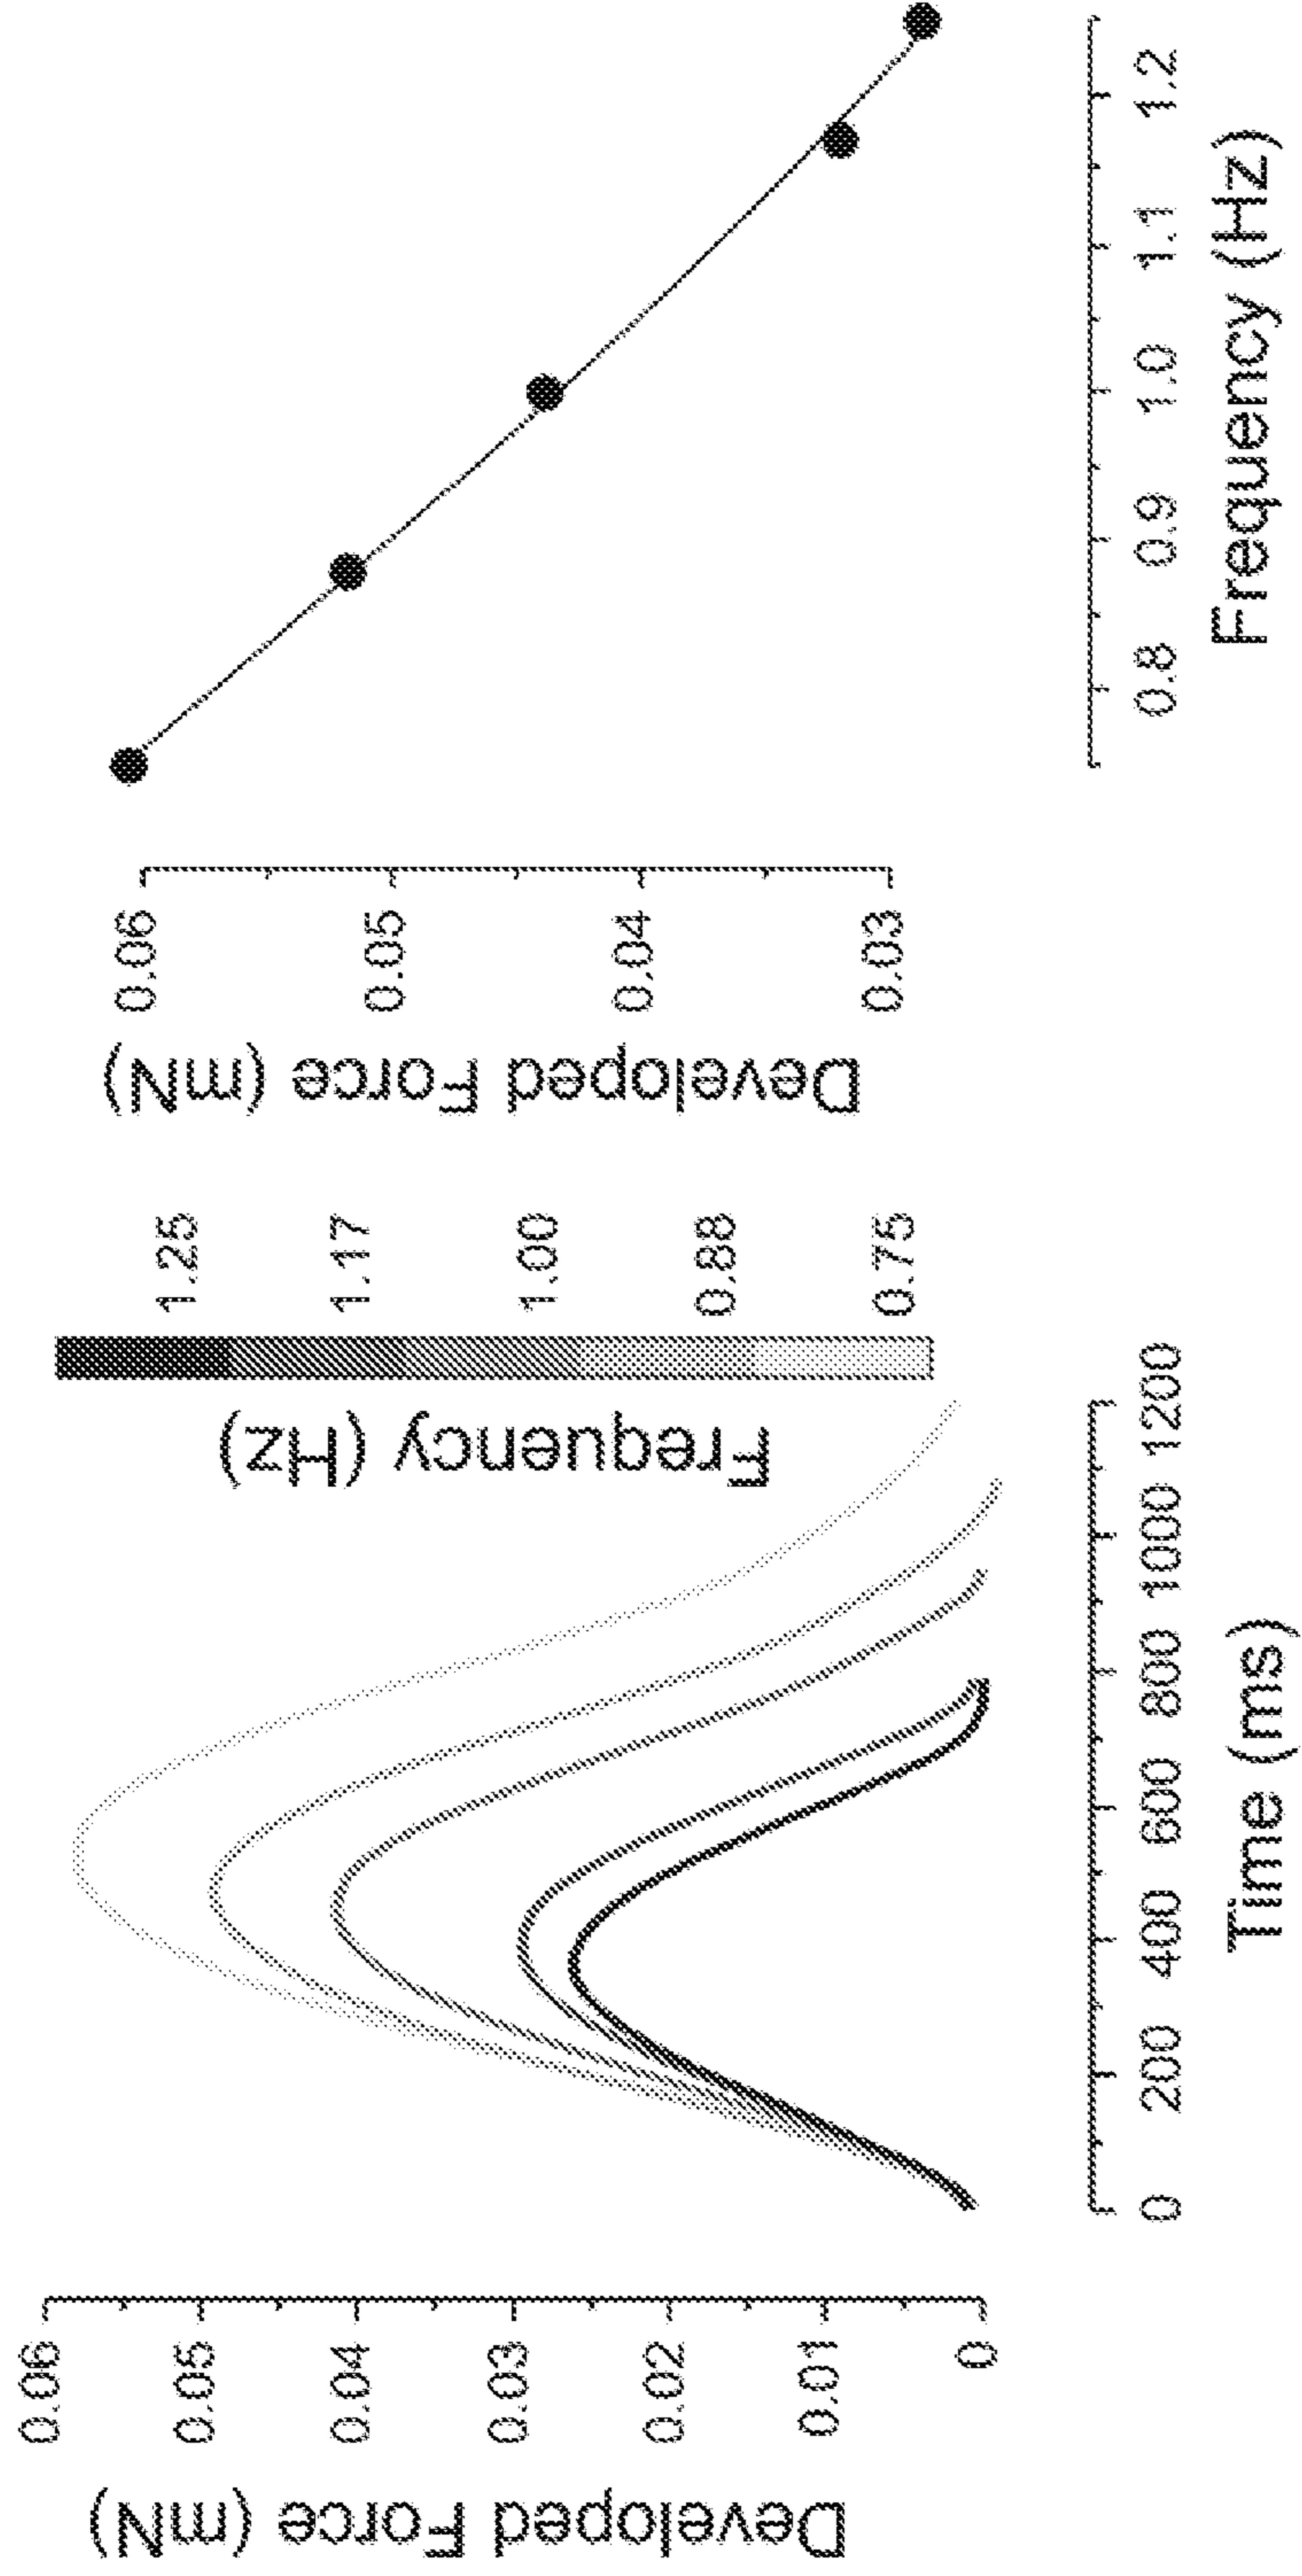 Developed Force (mN)
0.06
0.05
0.04
0.03
0.02
0.01
0
0 200 400 600 800 1000 1200
Time (ms)
Frequency (Hz)
1.25
1.17
1.00
0.88
0.75
Developed Force (mN)
0.06
0.05
0.04
0.03
0.8 0.9 1.0 1.1 1.2
Frequency (Hz)